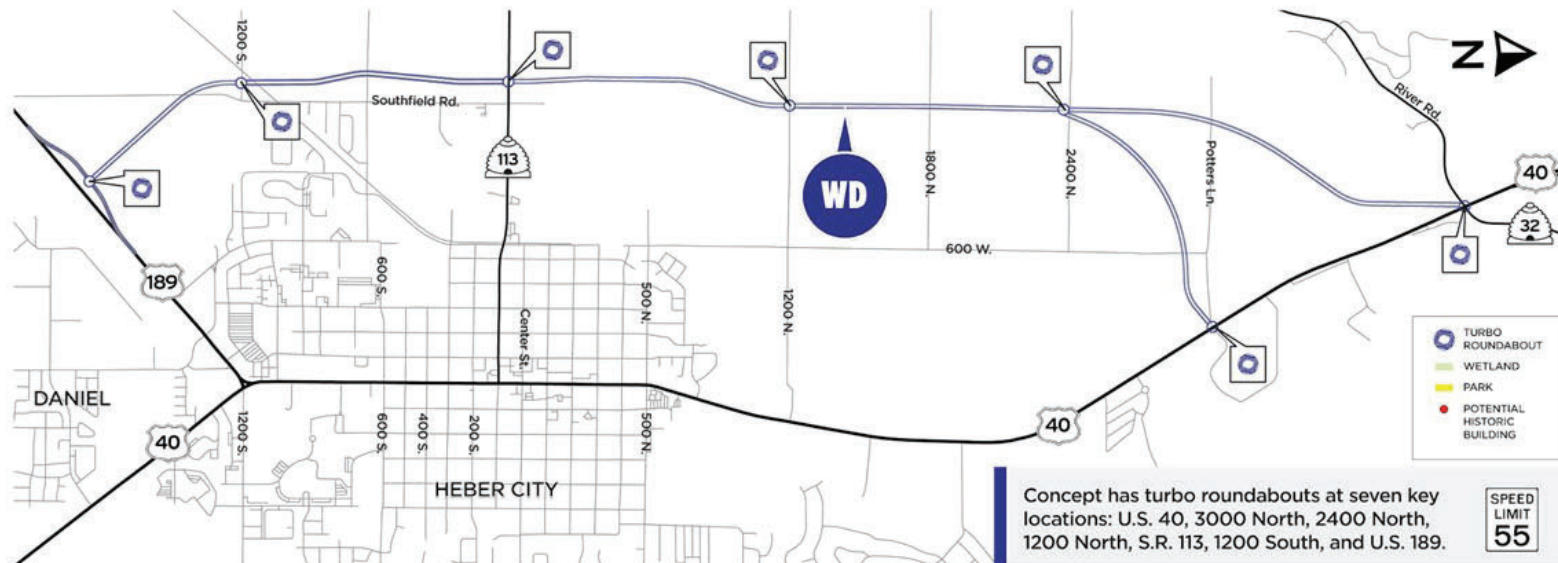 1200 S.
Southfield Rd.
113
WD
1800 N.
2400 N.
Potters Ln.
River Rd.
N
40
32
189
600 S.
Center St.
500 N.
1200 N.
600 W.
DANIEL
40
1200 S.
600 S.
400 S.
200 S.
500 N.
HEBER CITY
40
TURBO
ROUNDABOUT
WETLAND
PARK
POTENTIAL
HISTORIC
BUILDING
Concept has turbo roundabouts at seven key
locations: U.S. 40, 3000 North, 2400 North,
1200 North, S.R. 113, 1200 South, and U.S. 189.
SPEED
LIMIT
55